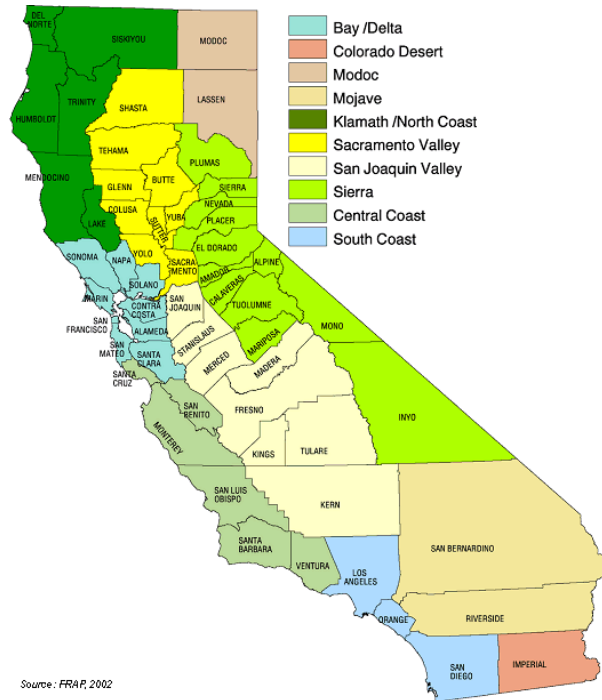 DEL
NORTE
SISKIYOU
MODOC
HUMBOLDT
TRINITY
SHASTA
LASSEN
TEHAMA
PLUMAS
MENDOCINO
GLENN
BUTTE
SIERRA
COLUSA
LAKE
SUTTER
YUBA
NEVADA
PLACER
SONOMA
NAPA
YOLO
SACRA
MENTO
EL DORADO
ALPINE
AMADOR
MARIN
SOLANO
CALAVERAS
SAN
FRANCISCO
CONTRA
COSTA
SAN
JOAQUIN
TUOLUMNE
MONO
ALAMEDA
STANISLAUS
MARIPOSA
SAN
MATEO
SANTA
CLARA
MERCED
MADERA
SANTA
CRUZ
SAN
BENITO
FRESNO
INYO
MONTEREY
KINGS
TULARE
SAN LUIS
OBISPO
KERN
SANTA
BARBARA
VENTURA
LOS
ANGELES
SAN BERNARDINO
ORANGE
RIVERSIDE
SAN
DIEGO
IMPERIAL
Bay /Delta
Colorado Desert
Modoc
Mojave
Klamath /North Coast
Sacramento Valley
San Joaquin Valley
Sierra
Central Coast
South Coast
Source: FRAP, 2002